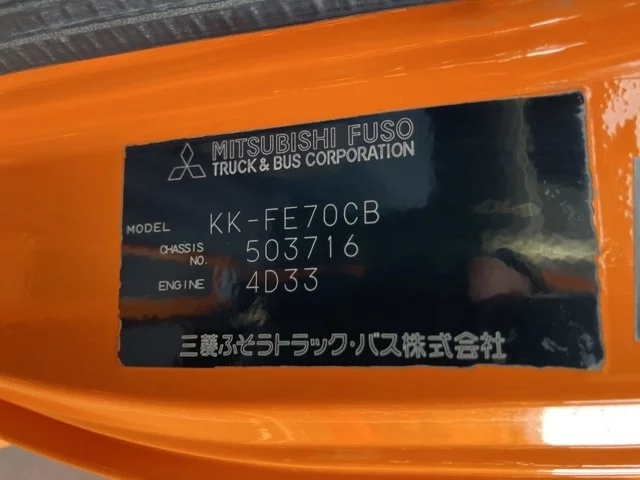 MITSUBISHI FUSO
TRUCK & BUS CORPORATION
MODEL KK-FE70CB
CHASSIS NO. 503716
ENGINE 4D33
三菱ふそうトラック・バス株式会社